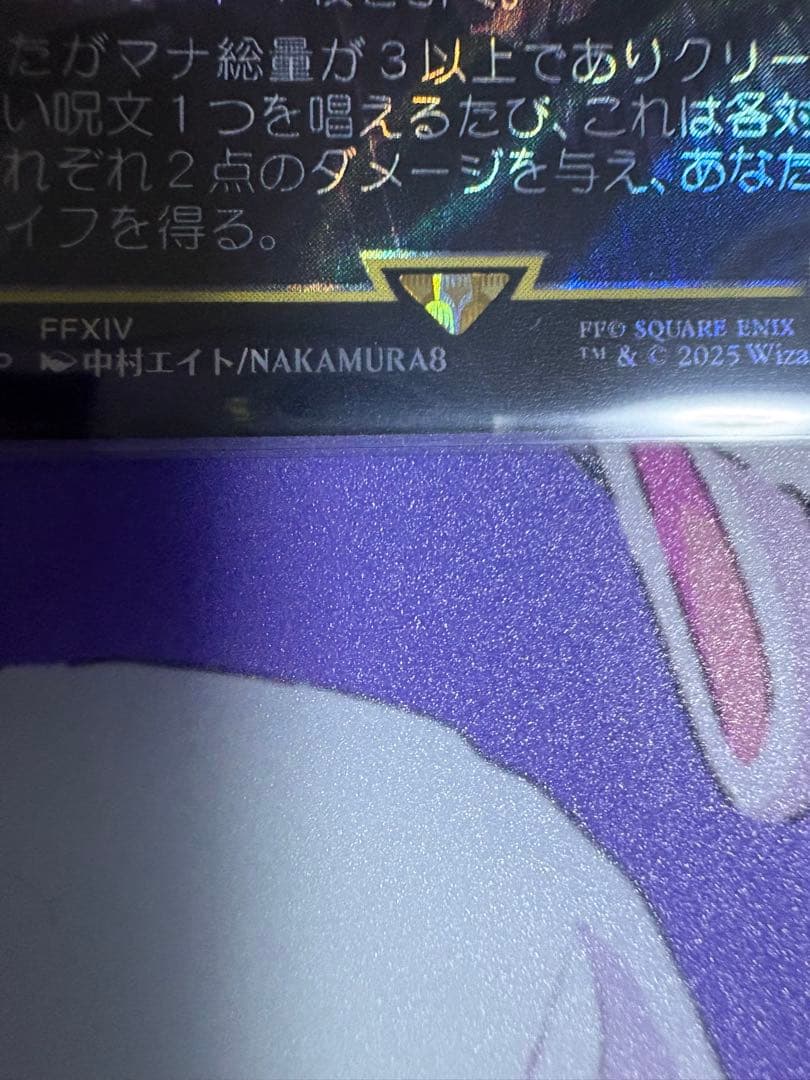 たがマナ総量が3以上でありクリー
い呪文1つを唱えるたび、これは各対
れぞれ2点のダメージを与え、あなた
イフを得る。
FFXIV
FF© SQUARE ENIX
中村エイト/NAKAMURA8
™ & © 2025 Wiza